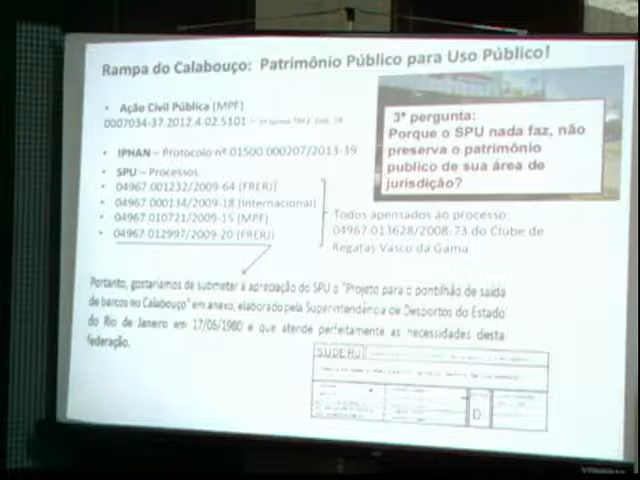 Rampa do Calabouço: Patrimônio Público para Uso Público!
• Ação Civil Pública (MPF)
0007034-37.2012.4.02.5101 –
• IPHAN – Protocolo nº 01500.000207/2013-39
• SPU – Processos
• 04967.001232/2009-64 (FRERJ)
• 04967.000134/2009-18 (Internacional)
• 04967.010721/2009-15 (MPF)
• 04967.012997/2009-20 (FRERJ)
3ª pergunta:
Porque o SPU nada faz, não
preserva o patrimônio
publico de sua área de
jurisdição?
Todos apensados ao processo:
04967.013628/2008-73 do Clube de
Regatas Vasco da Gama
Portanto, gostaríamos de submeter à apreciação do SPU o "Projeto para o pontilhão de saída
de barcos no Calabouço" em anexo, elaborado pela Superintendência de Desportos do Estado
do Rio de Janeiro em 17/06/1980 e que atende perfeitamente as necessidades desta
federação.
SUDERJ
D